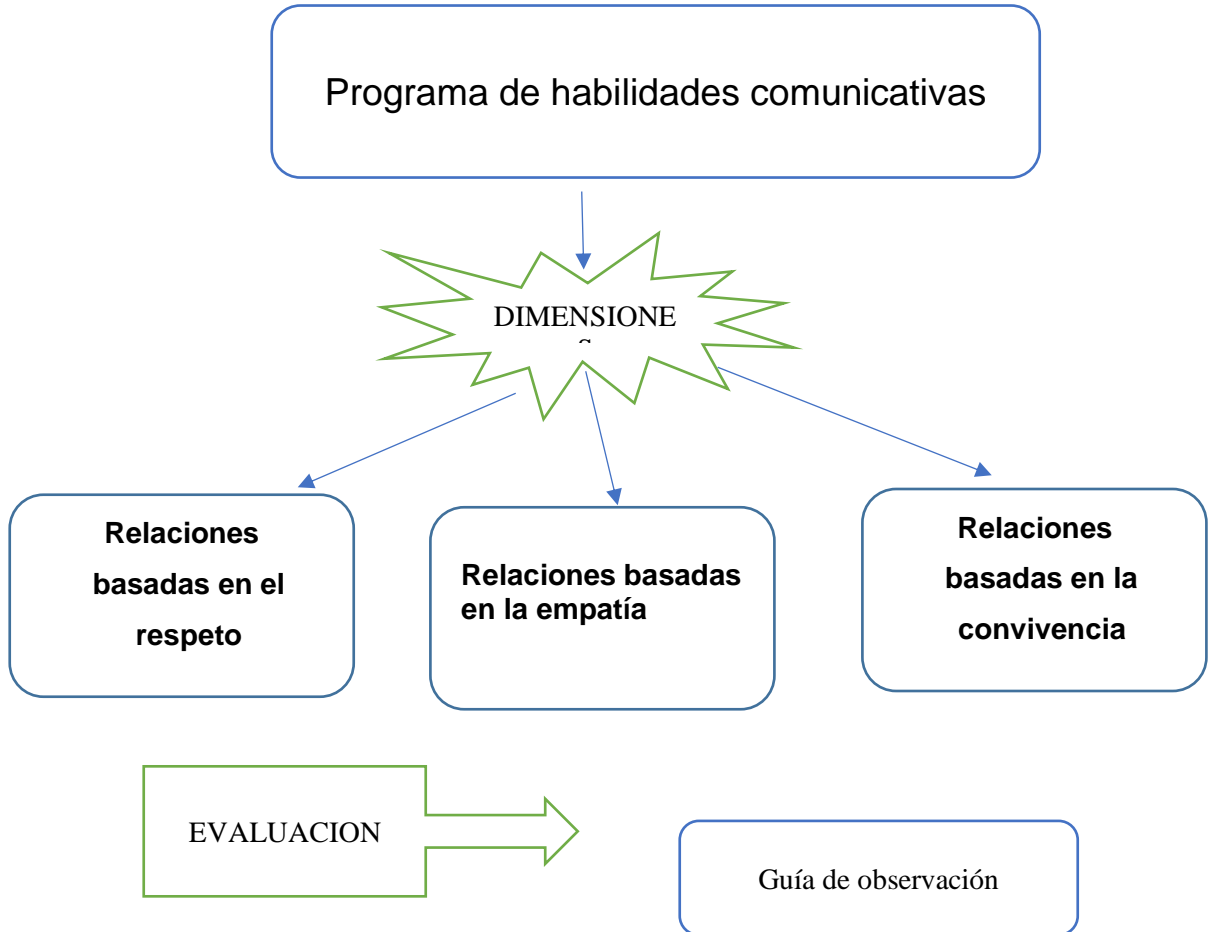 Programa de habilidades comunicativas
DIMENSIONE
S
Relaciones
basadas en el
respeto
Relaciones basadas
en la empatía
Relaciones
basadas en la
convivencia
EVALUACION
Guía de observación